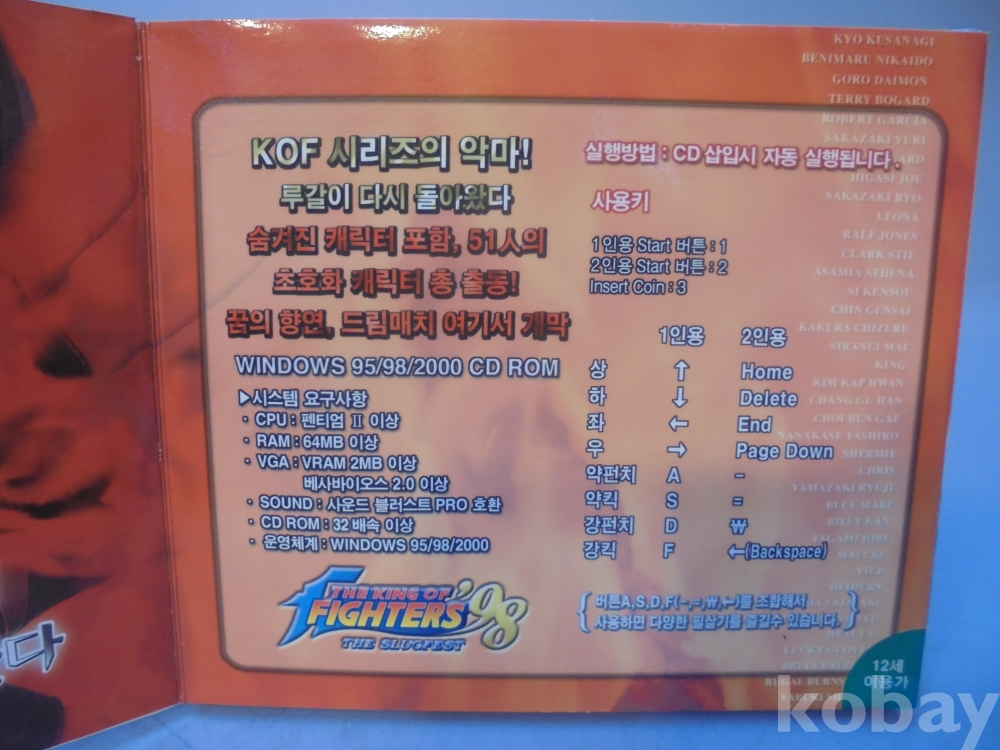 KOF 시리즈의 악마!
루갈이 다시 돌아왔다
숨겨진 캐릭터 포함, 51人의
초호화 캐릭터 총 출동!
꿈의 향연, 드림매치 여기서 개막
WINDOWS 95/98/2000 CD ROM
▶시스템 요구사항
· CPU : 펜티엄 II 이상
· RAM : 64MB 이상
· VGA : VRAM 2MB 이상
베사바이오스 2.0 이상
· SOUND : 사운드 블러스트 PRO 호환
· CD ROM : 32 배속 이상
· 운영체계 : WINDOWS 95/98/2000
THE KING OF
FIGHTERS '98
THE SLUGFEST
실행방법 : CD 삽입시 자동 실행됩니다.
사용키
1인용 Start 버튼 : 1
2인용 Start 버튼 : 2
Insert Coin : 3
1인용 2인용
상 ↑ Home
하 ↓ Delete
좌 ← End
우 → Page Down
약펀치 A -
약킥 S =
강펀치 D ₩
강킥 F ←(Backspace)
버튼A,S,D,F(-,=,₩,←)를 조합해서
사용하면 다양한 필살기를 즐길수 있습니다.
KYO KUSANAGI
BENIMARU NIKAIDO
GORO DAIMON
TERRY BOGARD
ROBERT GARCIA
SAKAZAKI YURI
HIGASI JOE
SAKAZAKI RYO
LEONA
RALF JONES
CLARK STIL
ASAMIA ATHENA
SI KENSOU
CHIN GENSAI
KAKURA CHIZURU
SIRANUI MAI
KING
KIM KAP HWAN
CHANG GU HAN
CHOI BUN GAE
NANAKASE YASHIRO
SHERMIE
CHRIS
YAMAZAKI RYUJI
BLUE MARY
BILLY KAN
YAGAMI IORI
MATURE
VICE
HEIDERN
HEAVY D
LUCKY GLOVE
BRIAN
RUGAL
YABUKI
12세
이용가
다
kobay